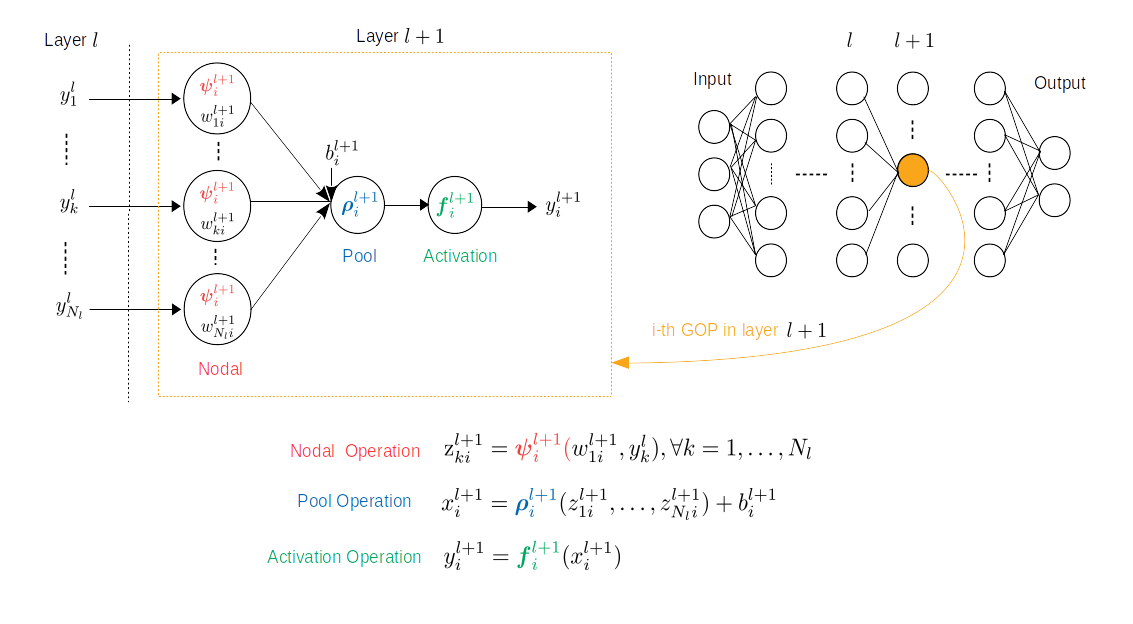 Layer $l$
Layer $l+1$
$y_1^l$
$\psi_i^{l+1}$
$w_{1i}^{l+1}$
$y_k^l$
$\psi_i^{l+1}$
$w_{ki}^{l+1}$
$y_{N_l}^l$
$\psi_i^{l+1}$
$w_{N_l i}^{l+1}$
Nodal
$b_i^{l+1}$
$\rho_i^{l+1}$
Pool
$f_i^{l+1}$
Activation
$y_i^{l+1}$
$l$
$l+1$
Input
Output
i-th GOP in layer $l+1$
Nodal Operation $z_{ki}^{l+1} = \psi_i^{l+1}(w_{1i}^{l+1}, y_k^l), \forall k = 1, \ldots, N_l$
Pool Operation $x_i^{l+1} = \rho_i^{l+1}(z_{1i}^{l+1}, \ldots, z_{N_l i}^{l+1}) + b_i^{l+1}$
Activation Operation $y_i^{l+1} = f_i^{l+1}(x_i^{l+1})$